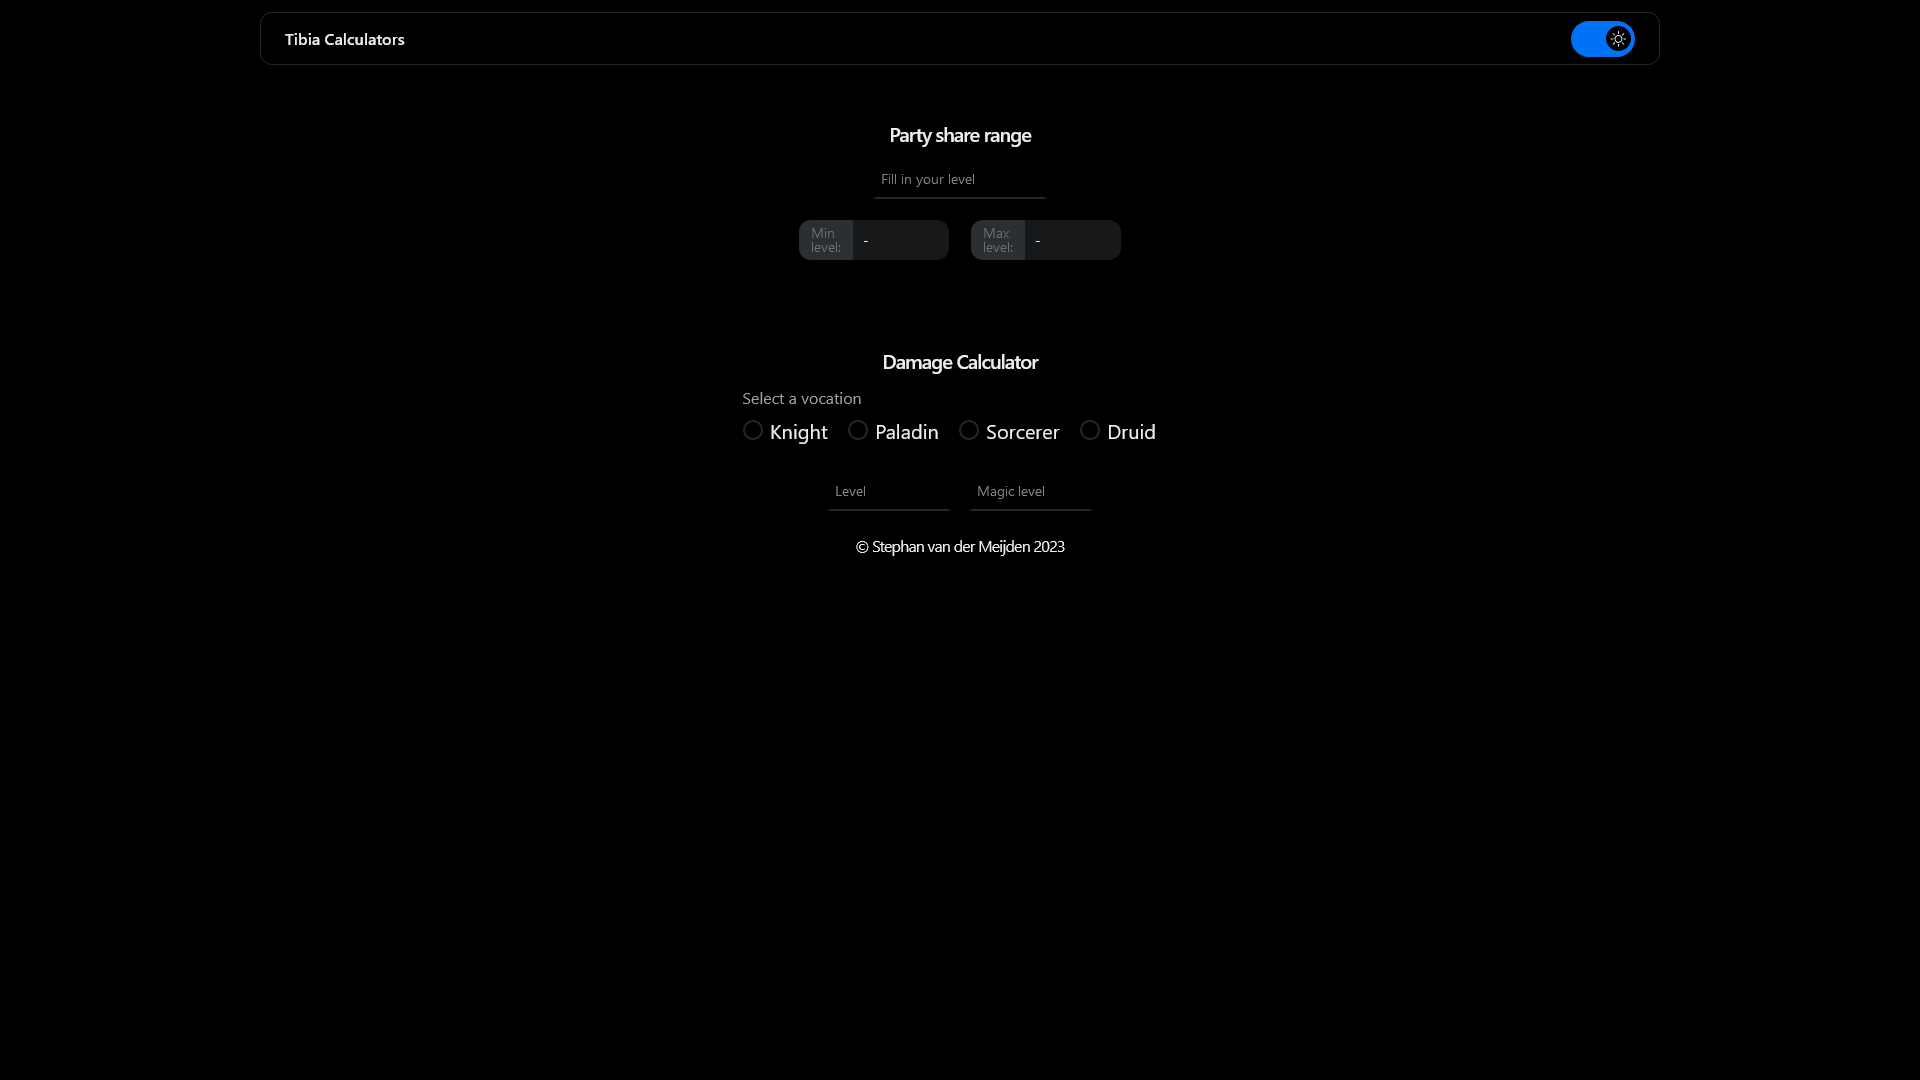 Tibia Calculators
Party share range
Fill in your level
Min level:
-
Max level:
-
Damage Calculator
Select a vocation
Knight
Paladin
Sorcerer
Druid
Level
Magic level
© Stephan van der Meijden 2023